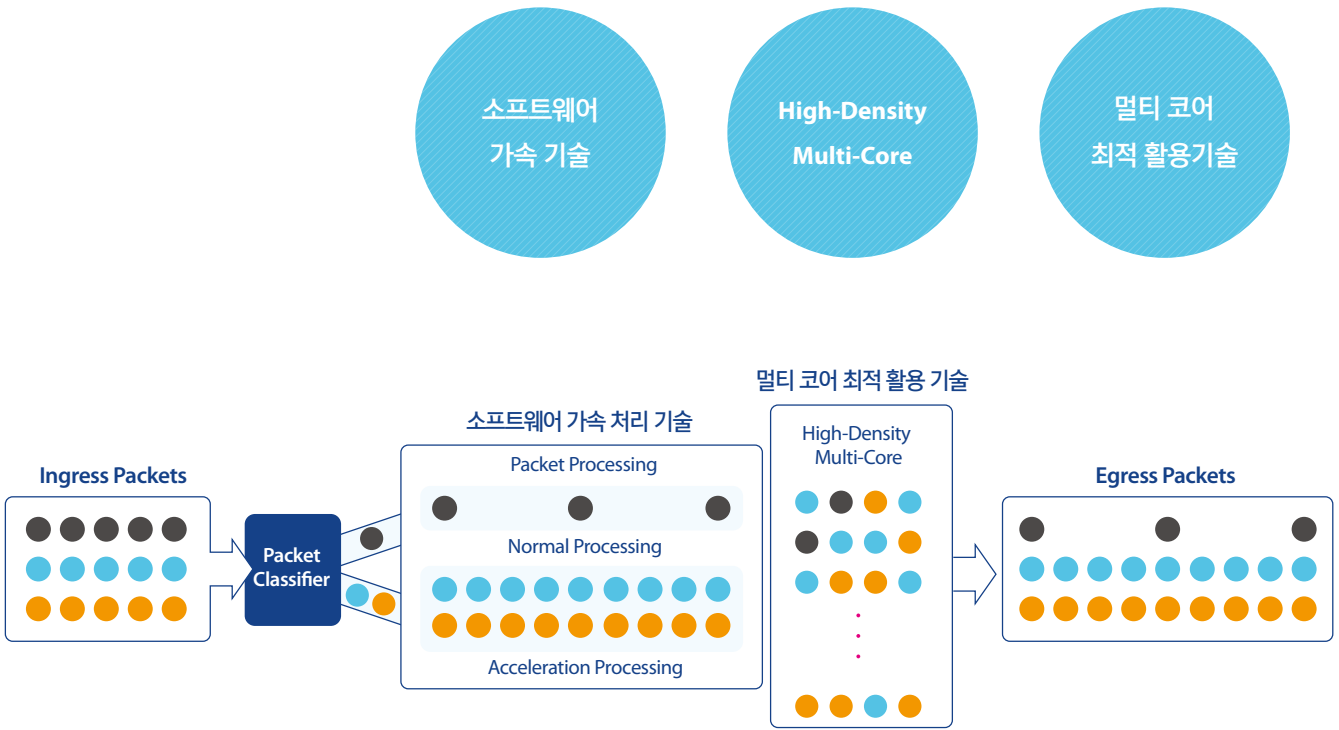 소프트웨어
가속 기술
High-Density
Multi-Core
멀티 코어
최적 활용기술
멀티 코어 최적 활용 기술
소프트웨어 가속 처리 기술
High-Density
Multi-Core
Packet Processing
Ingress Packets
Egress Packets
Normal Processing
Packet
Classifier
Acceleration Processing